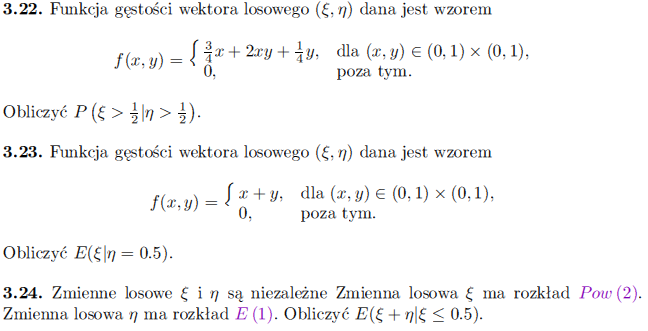 3.22. Funkcja gęstości wektora losowego (ξ, η) dana jest wzorem
f(x, y) = { 3/4 x + 2xy + 1/4 y, dla (x, y) ∈ (0, 1) × (0, 1),
0, poza tym.
Obliczyć P (ξ > 1/2 | η > 1/2).
3.23. Funkcja gęstości wektora losowego (ξ, η) dana jest wzorem
f(x, y) = { x + y, dla (x, y) ∈ (0, 1) × (0, 1),
0, poza tym.
Obliczyć E(ξ|η = 0.5).
3.24. Zmienne losowe ξ i η są niezależne Zmienna losowa ξ ma rozkład Pow (2).
Zmienna losowa η ma rozkład E (1). Obliczyć E(ξ + η|ξ ≤ 0.5).